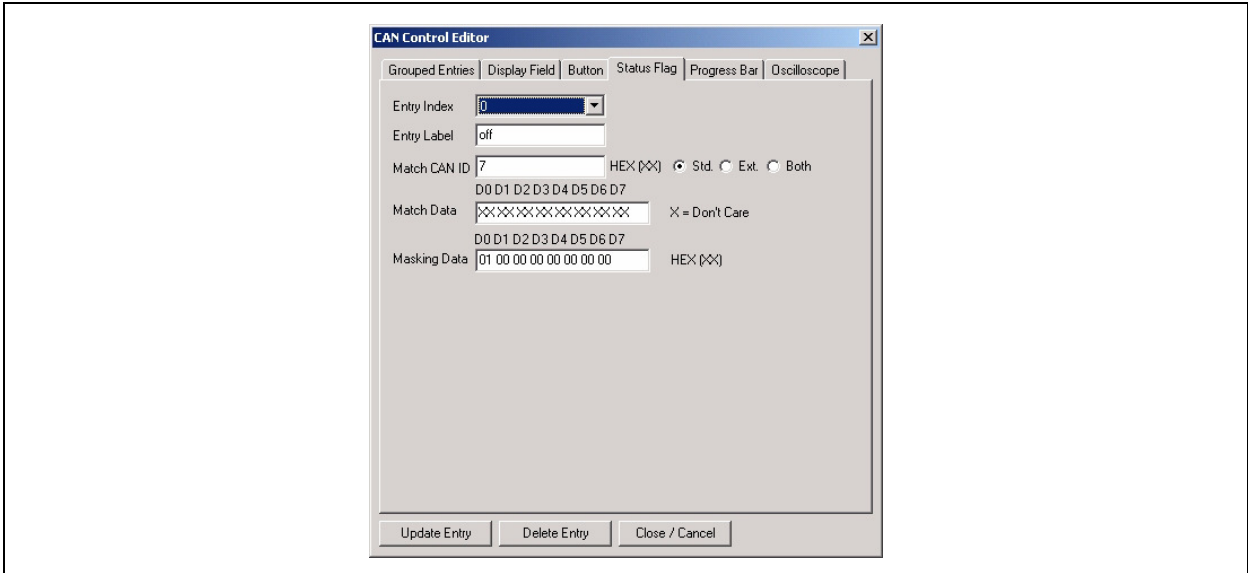 CAN Control Editor
Grouped Entries Display Field Button Status Flag Progress Bar Oscilloscope
Entry Index 0
Entry Label off
Match CAN ID 7 HEX (XX) Std. Ext. Both
D0 D1 D2 D3 D4 D5 D6 D7
Match Data XX XX XX XX XX XX XX XX X = Don't Care
D0 D1 D2 D3 D4 D5 D6 D7
Masking Data 01 00 00 00 00 00 00 00 HEX (XX)
Update Entry Delete Entry Close / Cancel